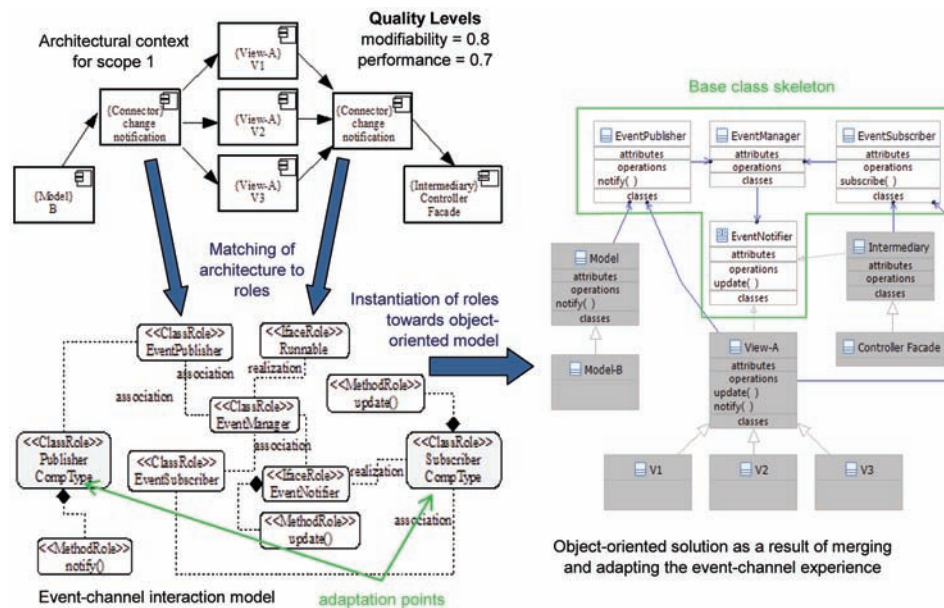 Architectural context
for scope 1
Quality Levels
modifiability = 0.8
performance = 0.7
{View-A}
V1
{Connector}
change
notification
{View-A}
V2
{Connector}
change
notification
{View-A}
V3
{Model}
B
{Intermediary}
Controller
Facade
Matching of
architecture to
roles
Instantiation of roles
towards object-
oriented model
<<ClassRole>>
EventPublisher
<<IfaceRole>>
Runnable
association
realization
association
<<MethodRole>>
update()
<<ClassRole>>
EventManager
association
<<ClassRole>>
Publisher
CompType
<<ClassRole>>
EventSubscriber
<<IfaceRole>>
EventNotifier
realization
<<ClassRole>>
Subscriber
CompType
association
<<MethodRole>>
update()
<<MethodRole>>
notify()
Event-channel interaction model
adaptation points
Base class skeleton
EventPublisher
attributes
operations
notify( )
classes
EventManager
attributes
operations
classes
EventSubscriber
attributes
operations
subscribe( )
classes
EventNotifier
attributes
operations
update( )
classes
Model
attributes
operations
notify( )
classes
Intermediary
attributes
operations
classes
Model-B
View-A
attributes
operations
update( )
notify( )
classes
Controller Facade
V1
V2
V3
Object-oriented solution as a result of merging
and adapting the event-channel experience